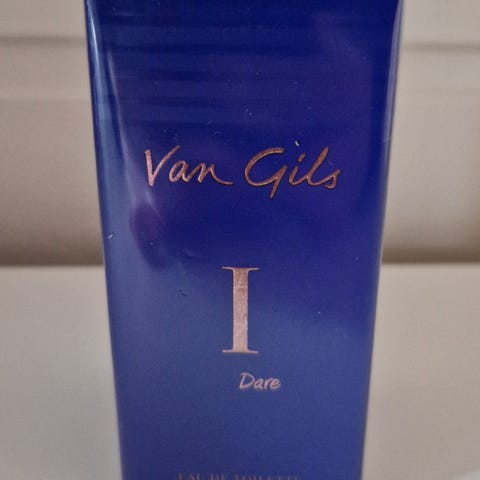 Van Gils
I
Dare
EAU DE TOILETTE